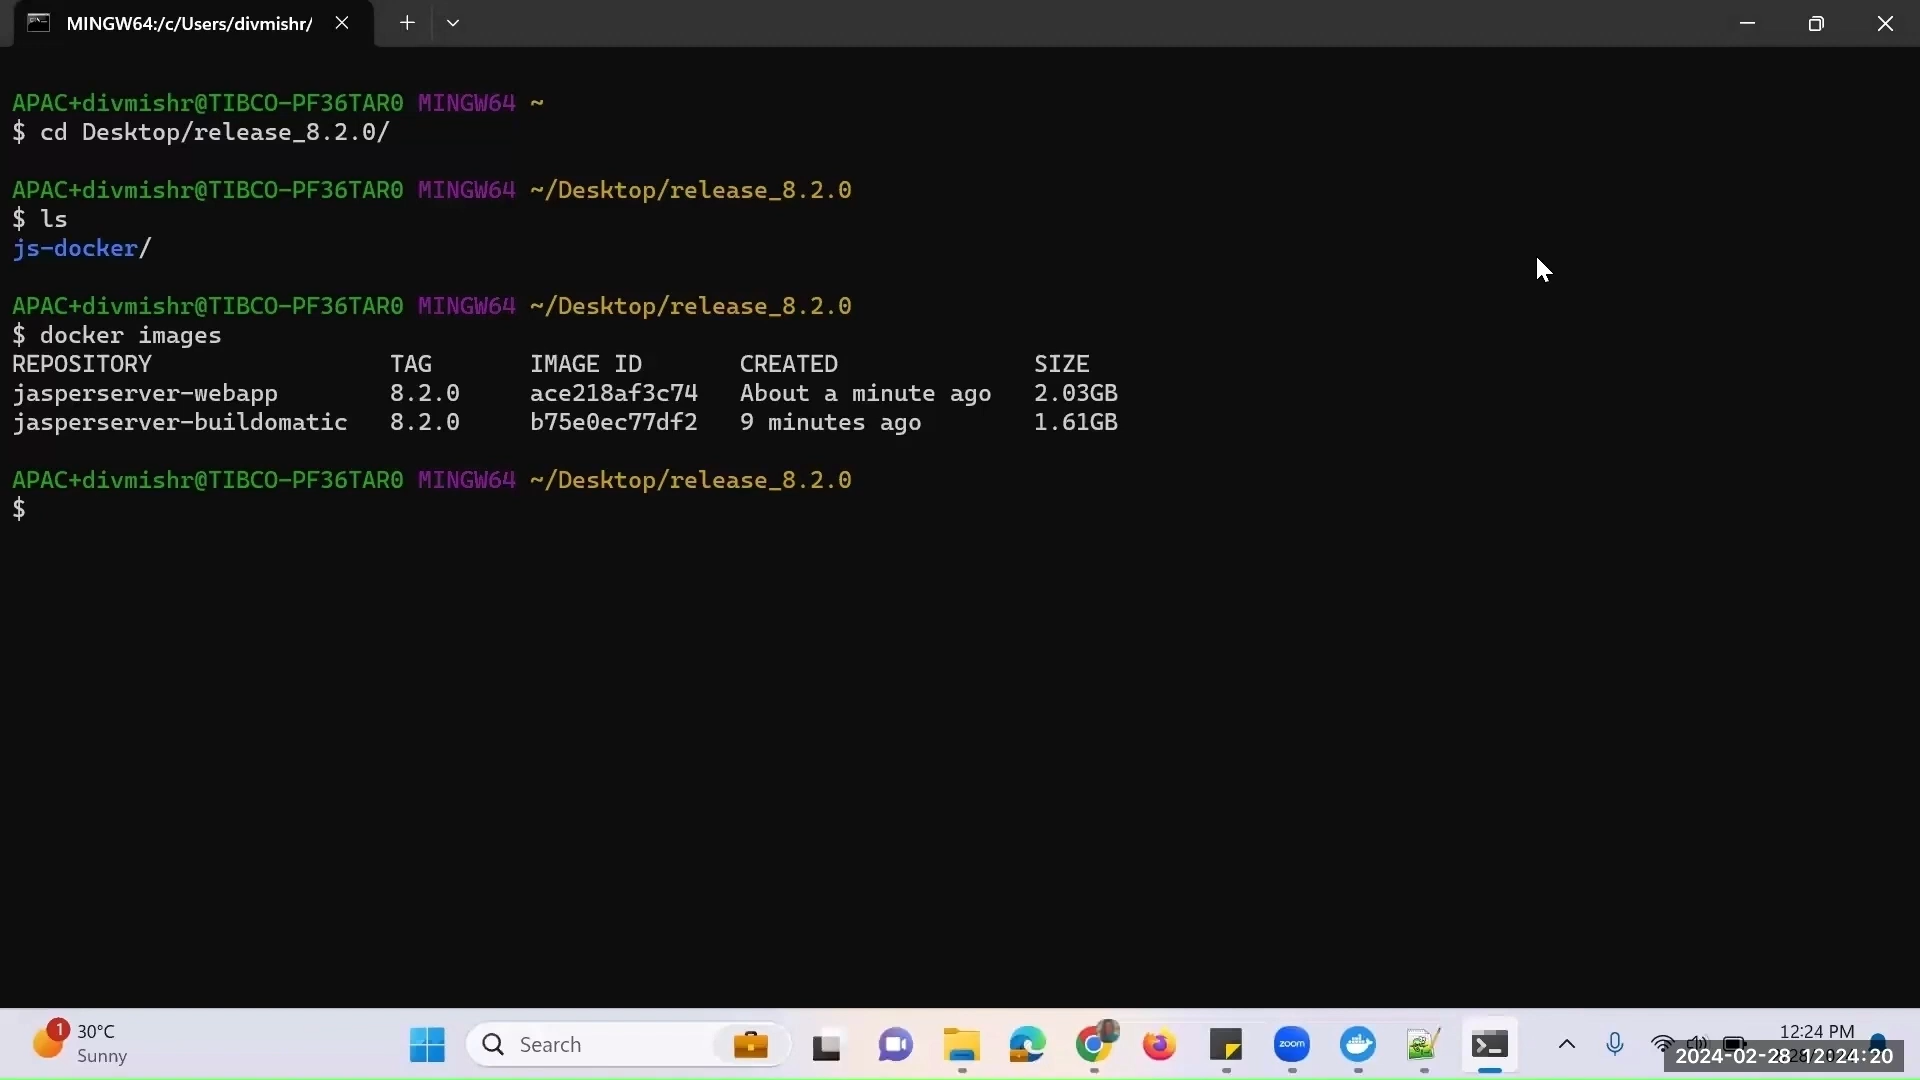 MINGW64:/c/Users/divmishr/
APAC+divmishr@TIBCO-PF36TAR0 MINGW64 ~
$ cd Desktop/release_8.2.0/
APAC+divmishr@TIBCO-PF36TAR0 MINGW64 ~/Desktop/release_8.2.0
$ ls
js-docker/
APAC+divmishr@TIBCO-PF36TAR0 MINGW64 ~/Desktop/release_8.2.0
$ docker images
REPOSITORY TAG IMAGE ID CREATED SIZE
jasperserver-webapp 8.2.0 ace218af3c74 About a minute ago 2.03GB
jasperserver-buildomatic 8.2.0 b75e0ec77df2 9 minutes ago 1.61GB
APAC+divmishr@TIBCO-PF36TAR0 MINGW64 ~/Desktop/release_8.2.0
$
1 30°C
Sunny
Search
zoom
12:24 PM
2024-02-28 12:24:20